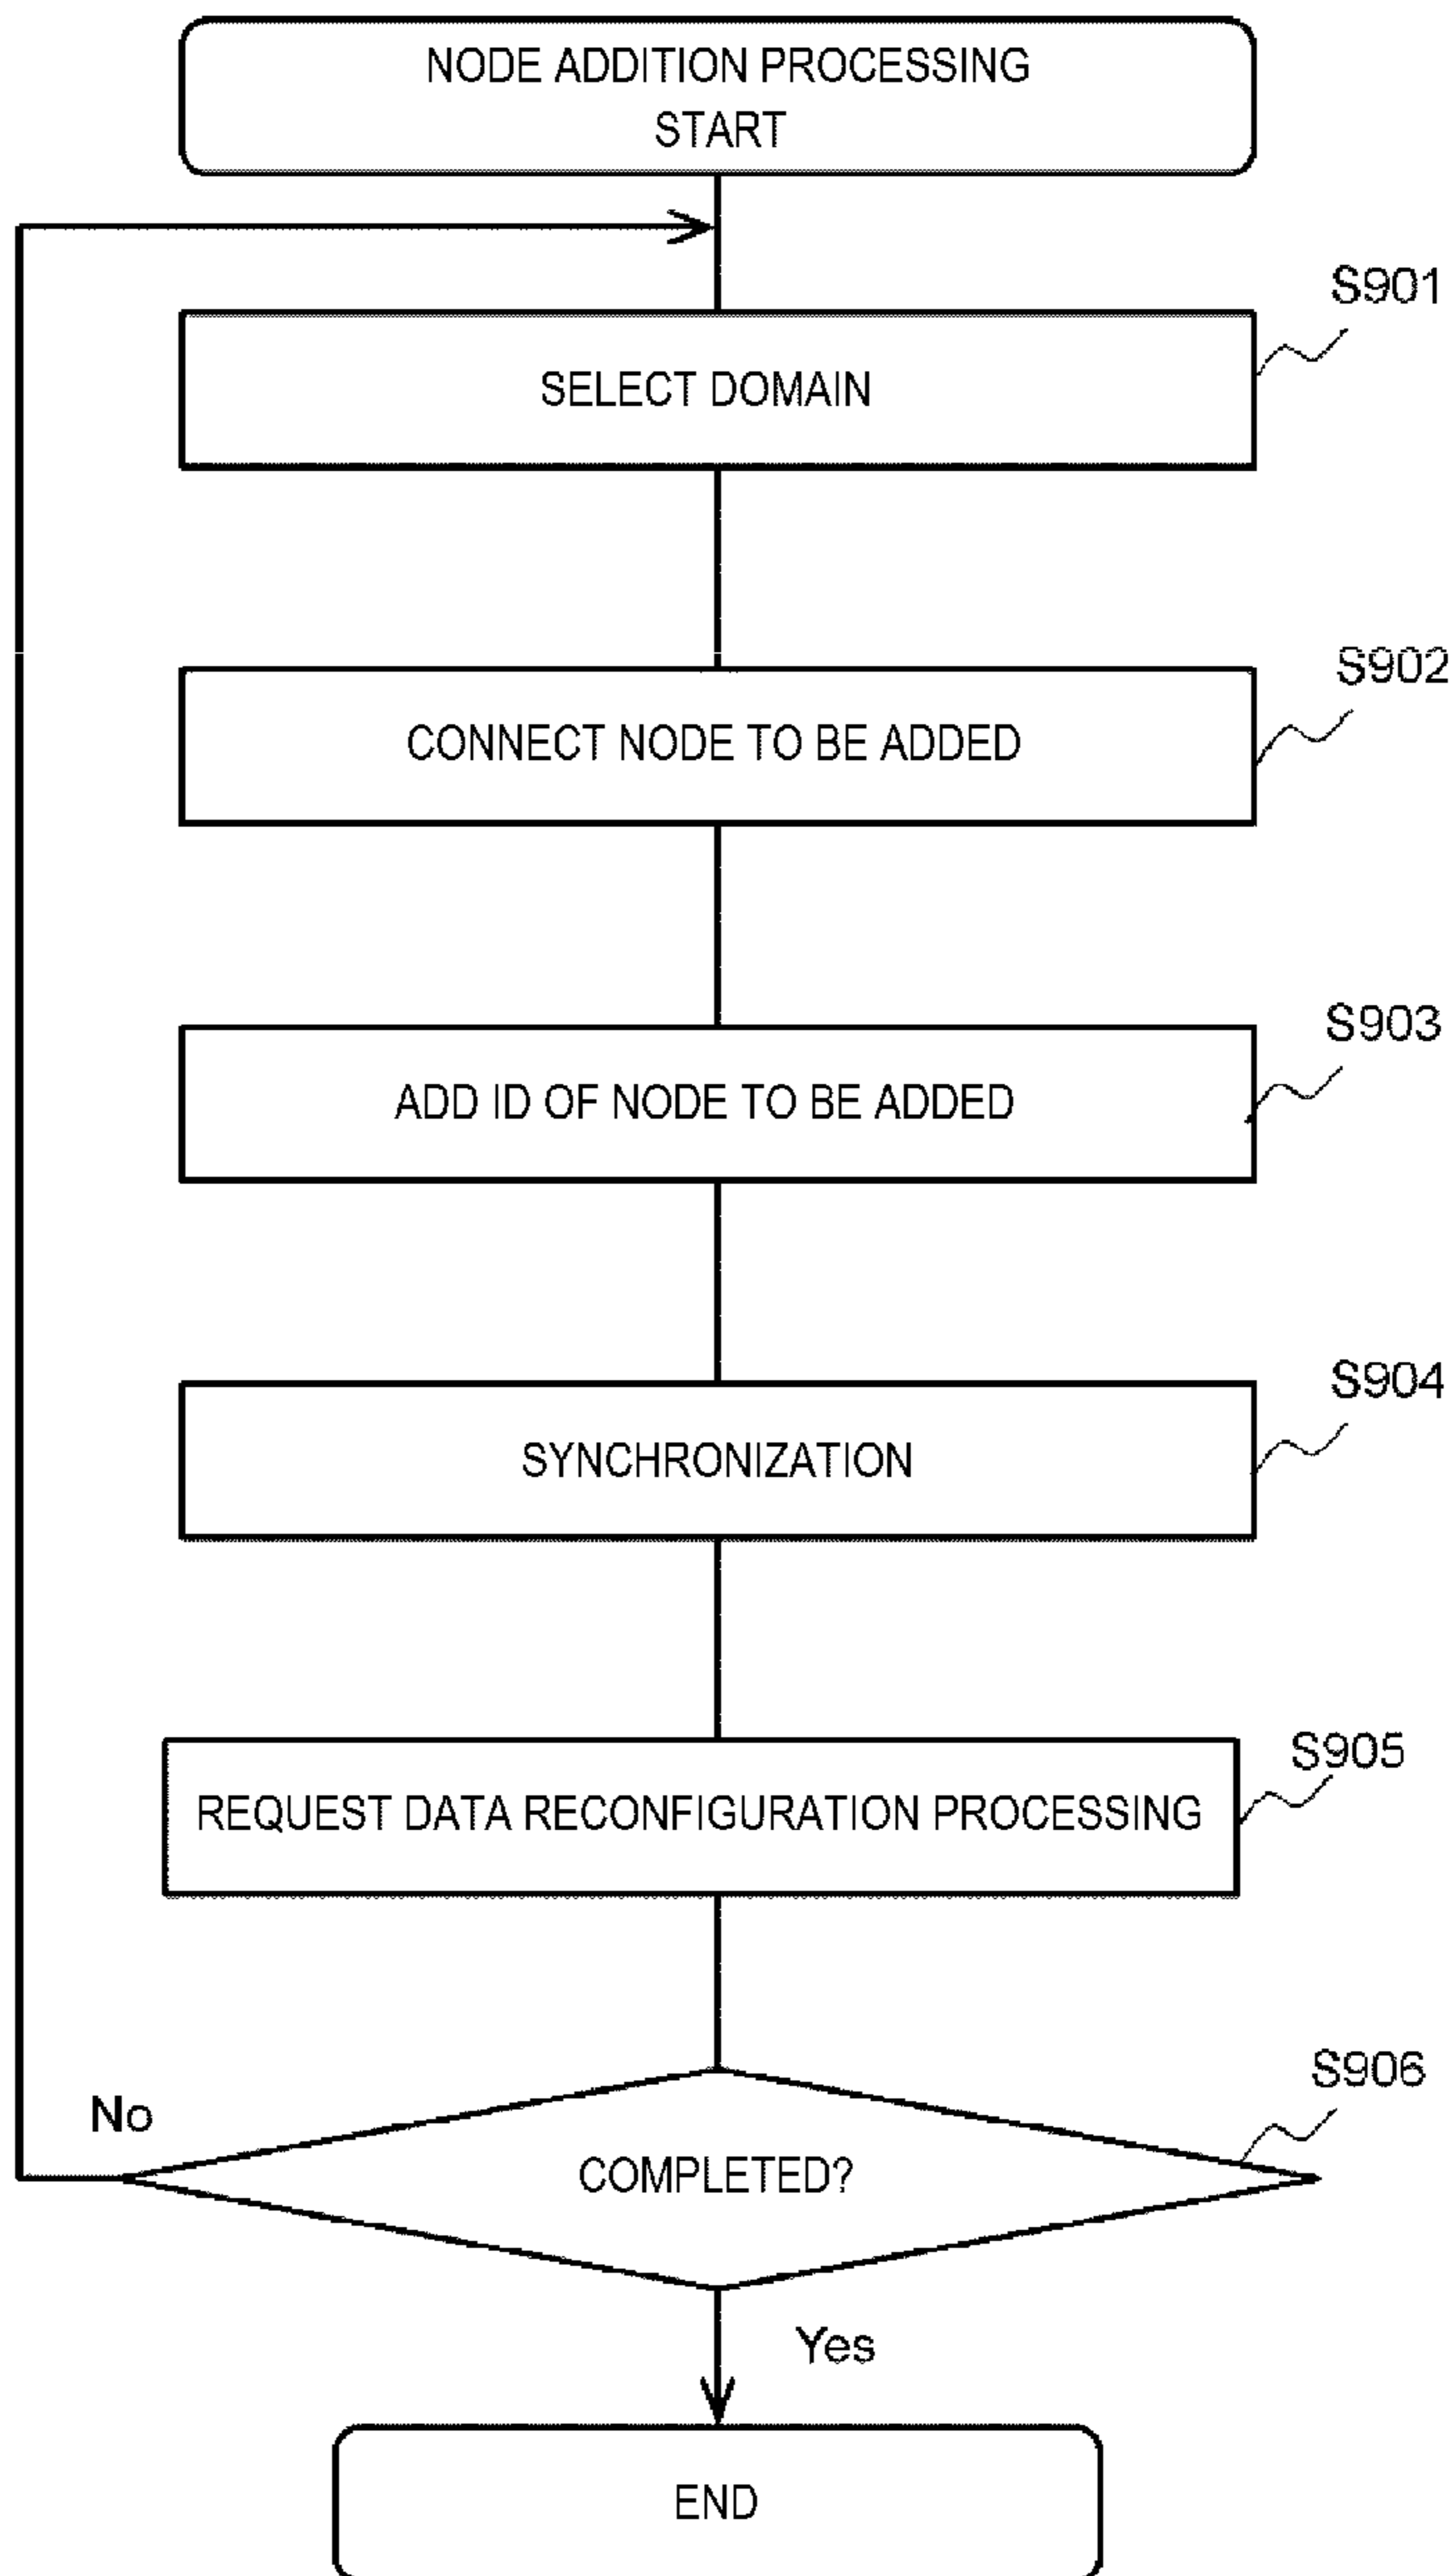 NODE ADDITION PROCESSING
START
S901
SELECT DOMAIN
S902
CONNECT NODE TO BE ADDED
S903
ADD ID OF NODE TO BE ADDED
S904
SYNCHRONIZATION
S905
REQUEST DATA RECONFIGURATION PROCESSING
S906
No
COMPLETED?
Yes
END